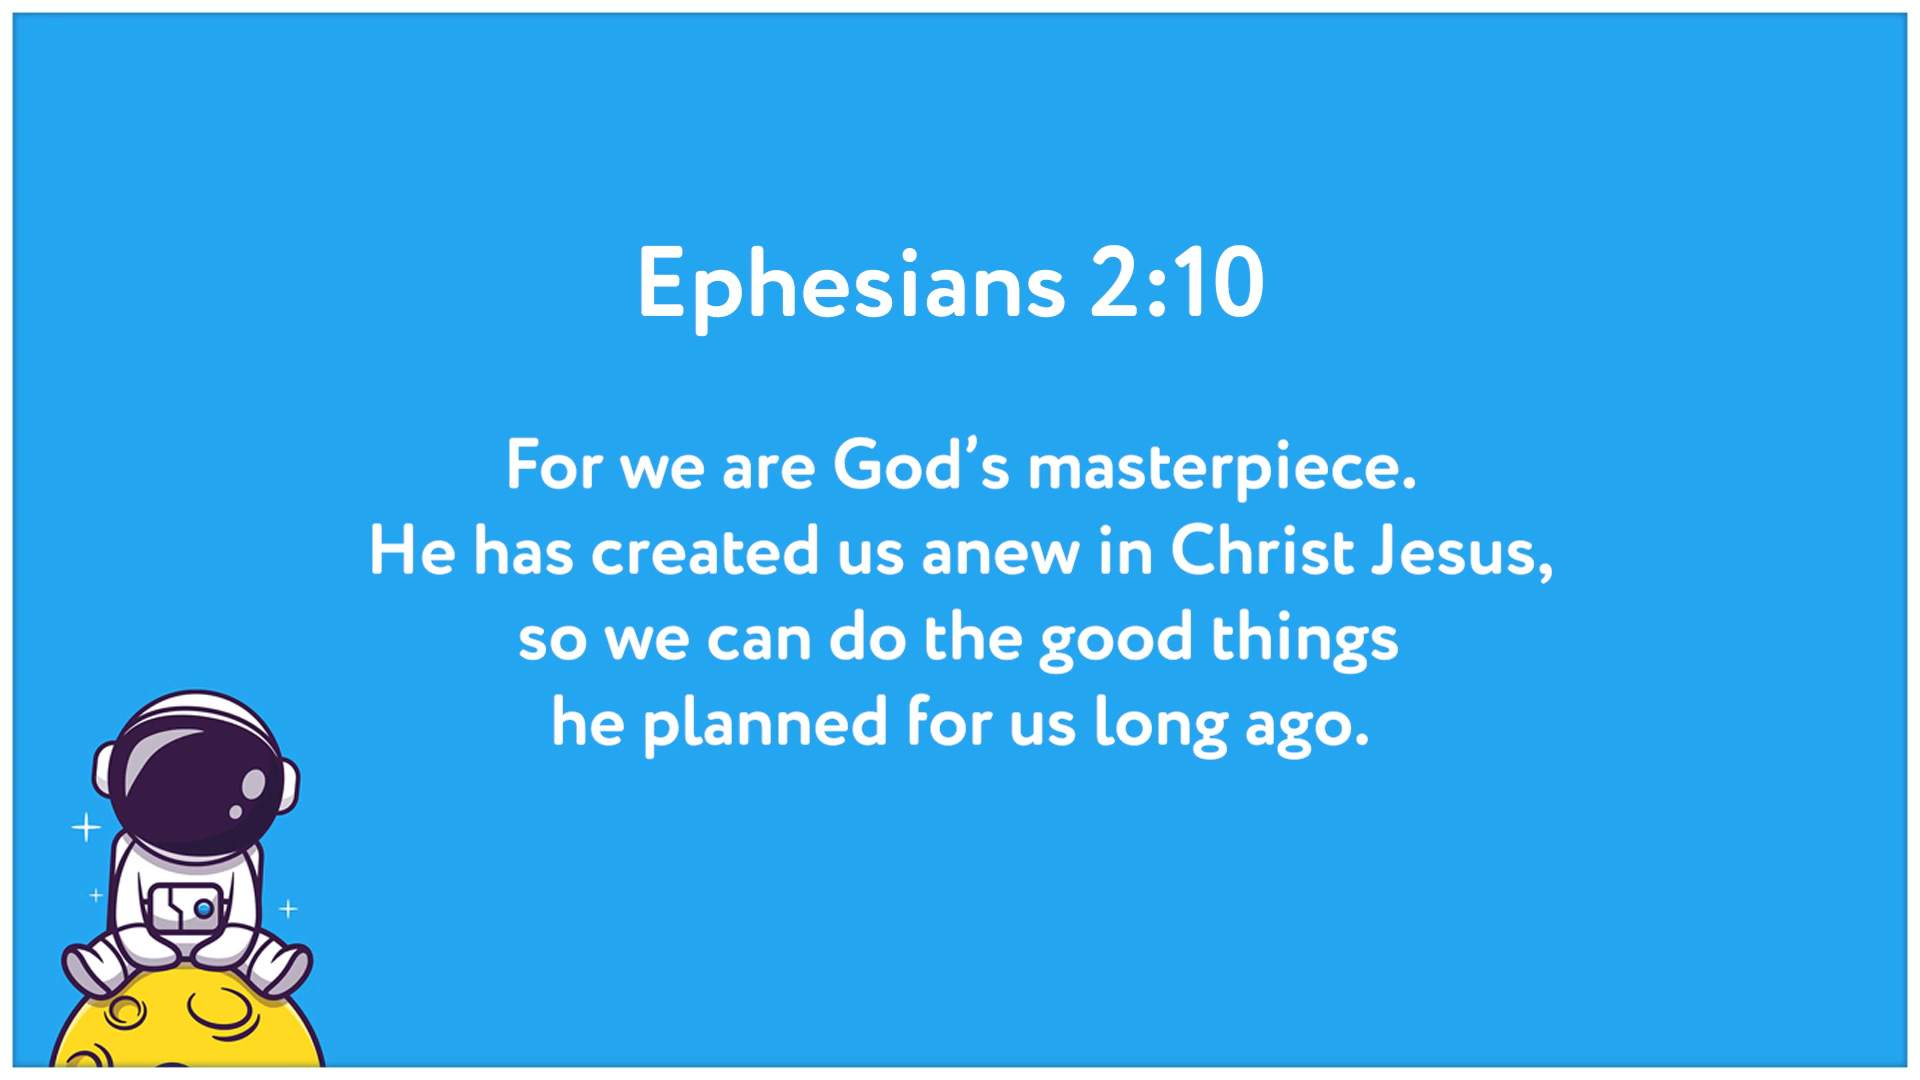 Ephesians 2:10
For we are God’s masterpiece.
He has created us anew in Christ Jesus,
so we can do the good things
he planned for us long ago.